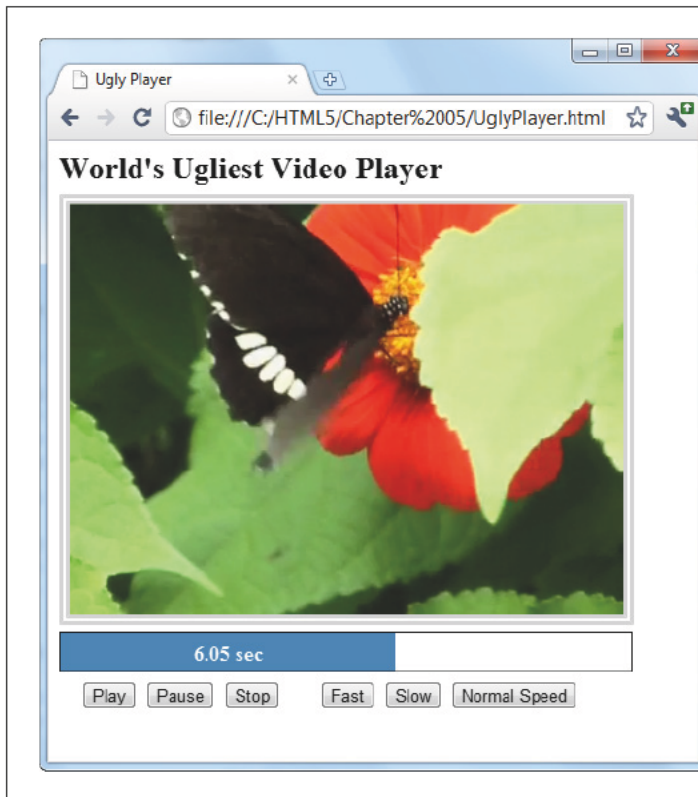 Ugly Player
file:///C:/HTML5/Chapter%2005/UglyPlayer.html
World's Ugliest Video Player
6.05 sec
Play Pause Stop Fast Slow Normal Speed